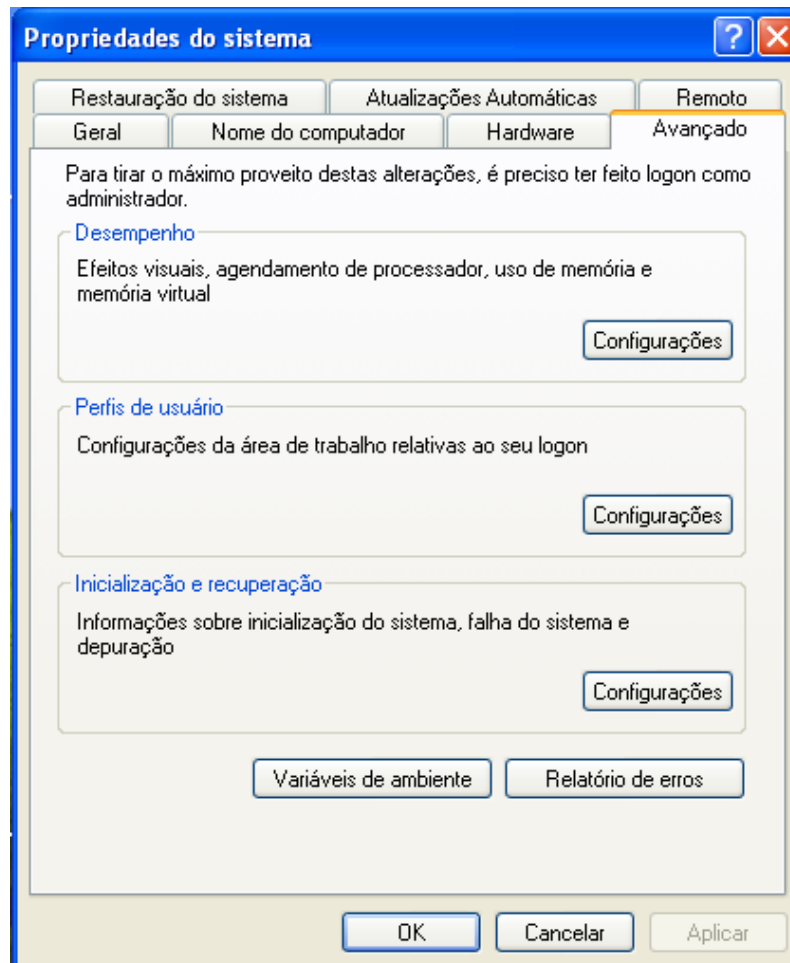 Propriedades do sistema
Restauração do sistema
Atualizações Automáticas
Remoto
Geral
Nome do computador
Hardware
Avançado
Para tirar o máximo proveito destas alterações, é preciso ter feito logon como
administrador.
Desempenho
Efeitos visuais, agendamento de processador, uso de memória e
memória virtual
Configurações
Perfis de usuário
Configurações da área de trabalho relativas ao seu logon
Configurações
Inicialização e recuperação
Informações sobre inicialização do sistema, falha do sistema e
depuração
Configurações
Variáveis de ambiente
Relatório de erros
OK
Cancelar
Aplicar